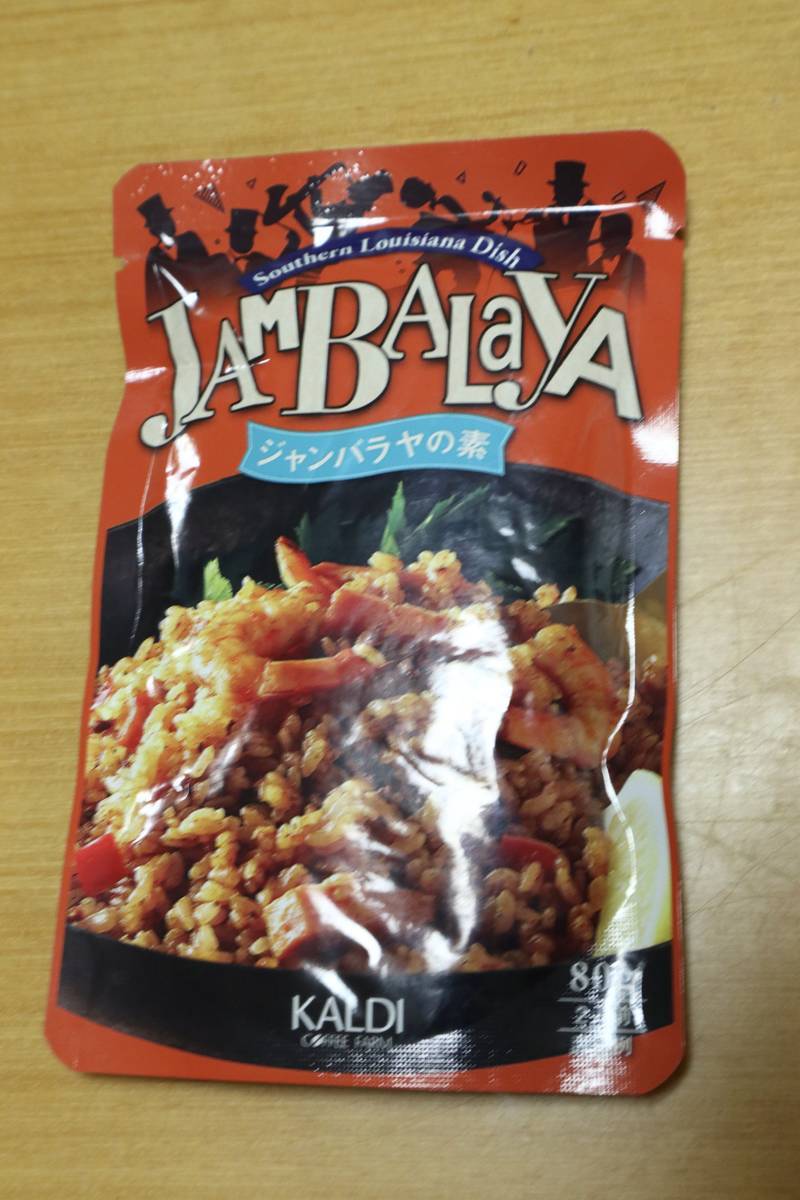 Southern Louisiana Dish
JAMBALAYA
ジャンバラヤの素
KALDI
COFFEE FARM